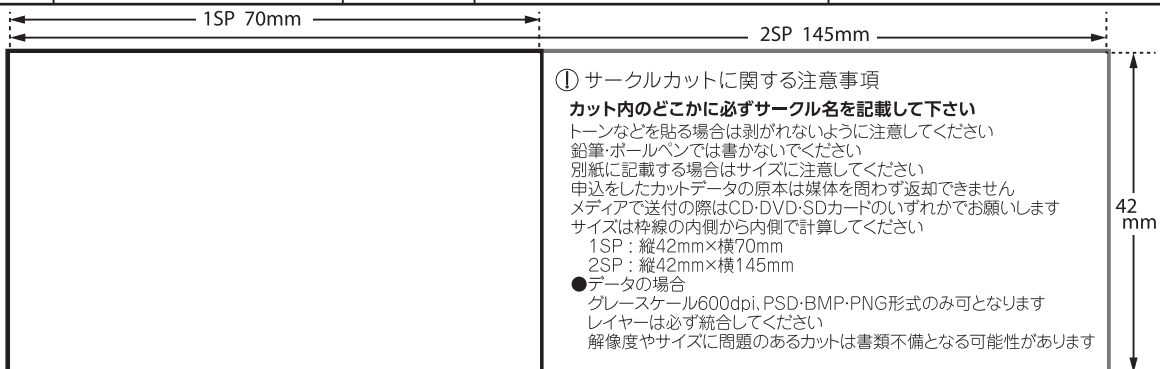 1SP 70mm
2SP 145mm
! サークルカットに関する注意事項
カット内のどこかに必ずサークル名を記載して下さい
トーンなどを貼る場合は剥がれないように注意してください
鉛筆・ボールペンでは書かないでください
別紙に記載する場合はサイズに注意してください
申込をしたカットデータの原本は媒体を問わず返却できません
メディアで送付の際はCD・DVD・SDカードのいずれかでお願いします
サイズは枠線の内側から内側で計算してください
1SP：縦42mm×横70mm
2SP：縦42mm×横145mm
●データの場合
グレースケール600dpi、PSD・BMP・PNG形式のみ可となります
レイヤーは必ず統合してください
解像度やサイズに問題のあるカットは書類不備となる可能性があります
42
mm